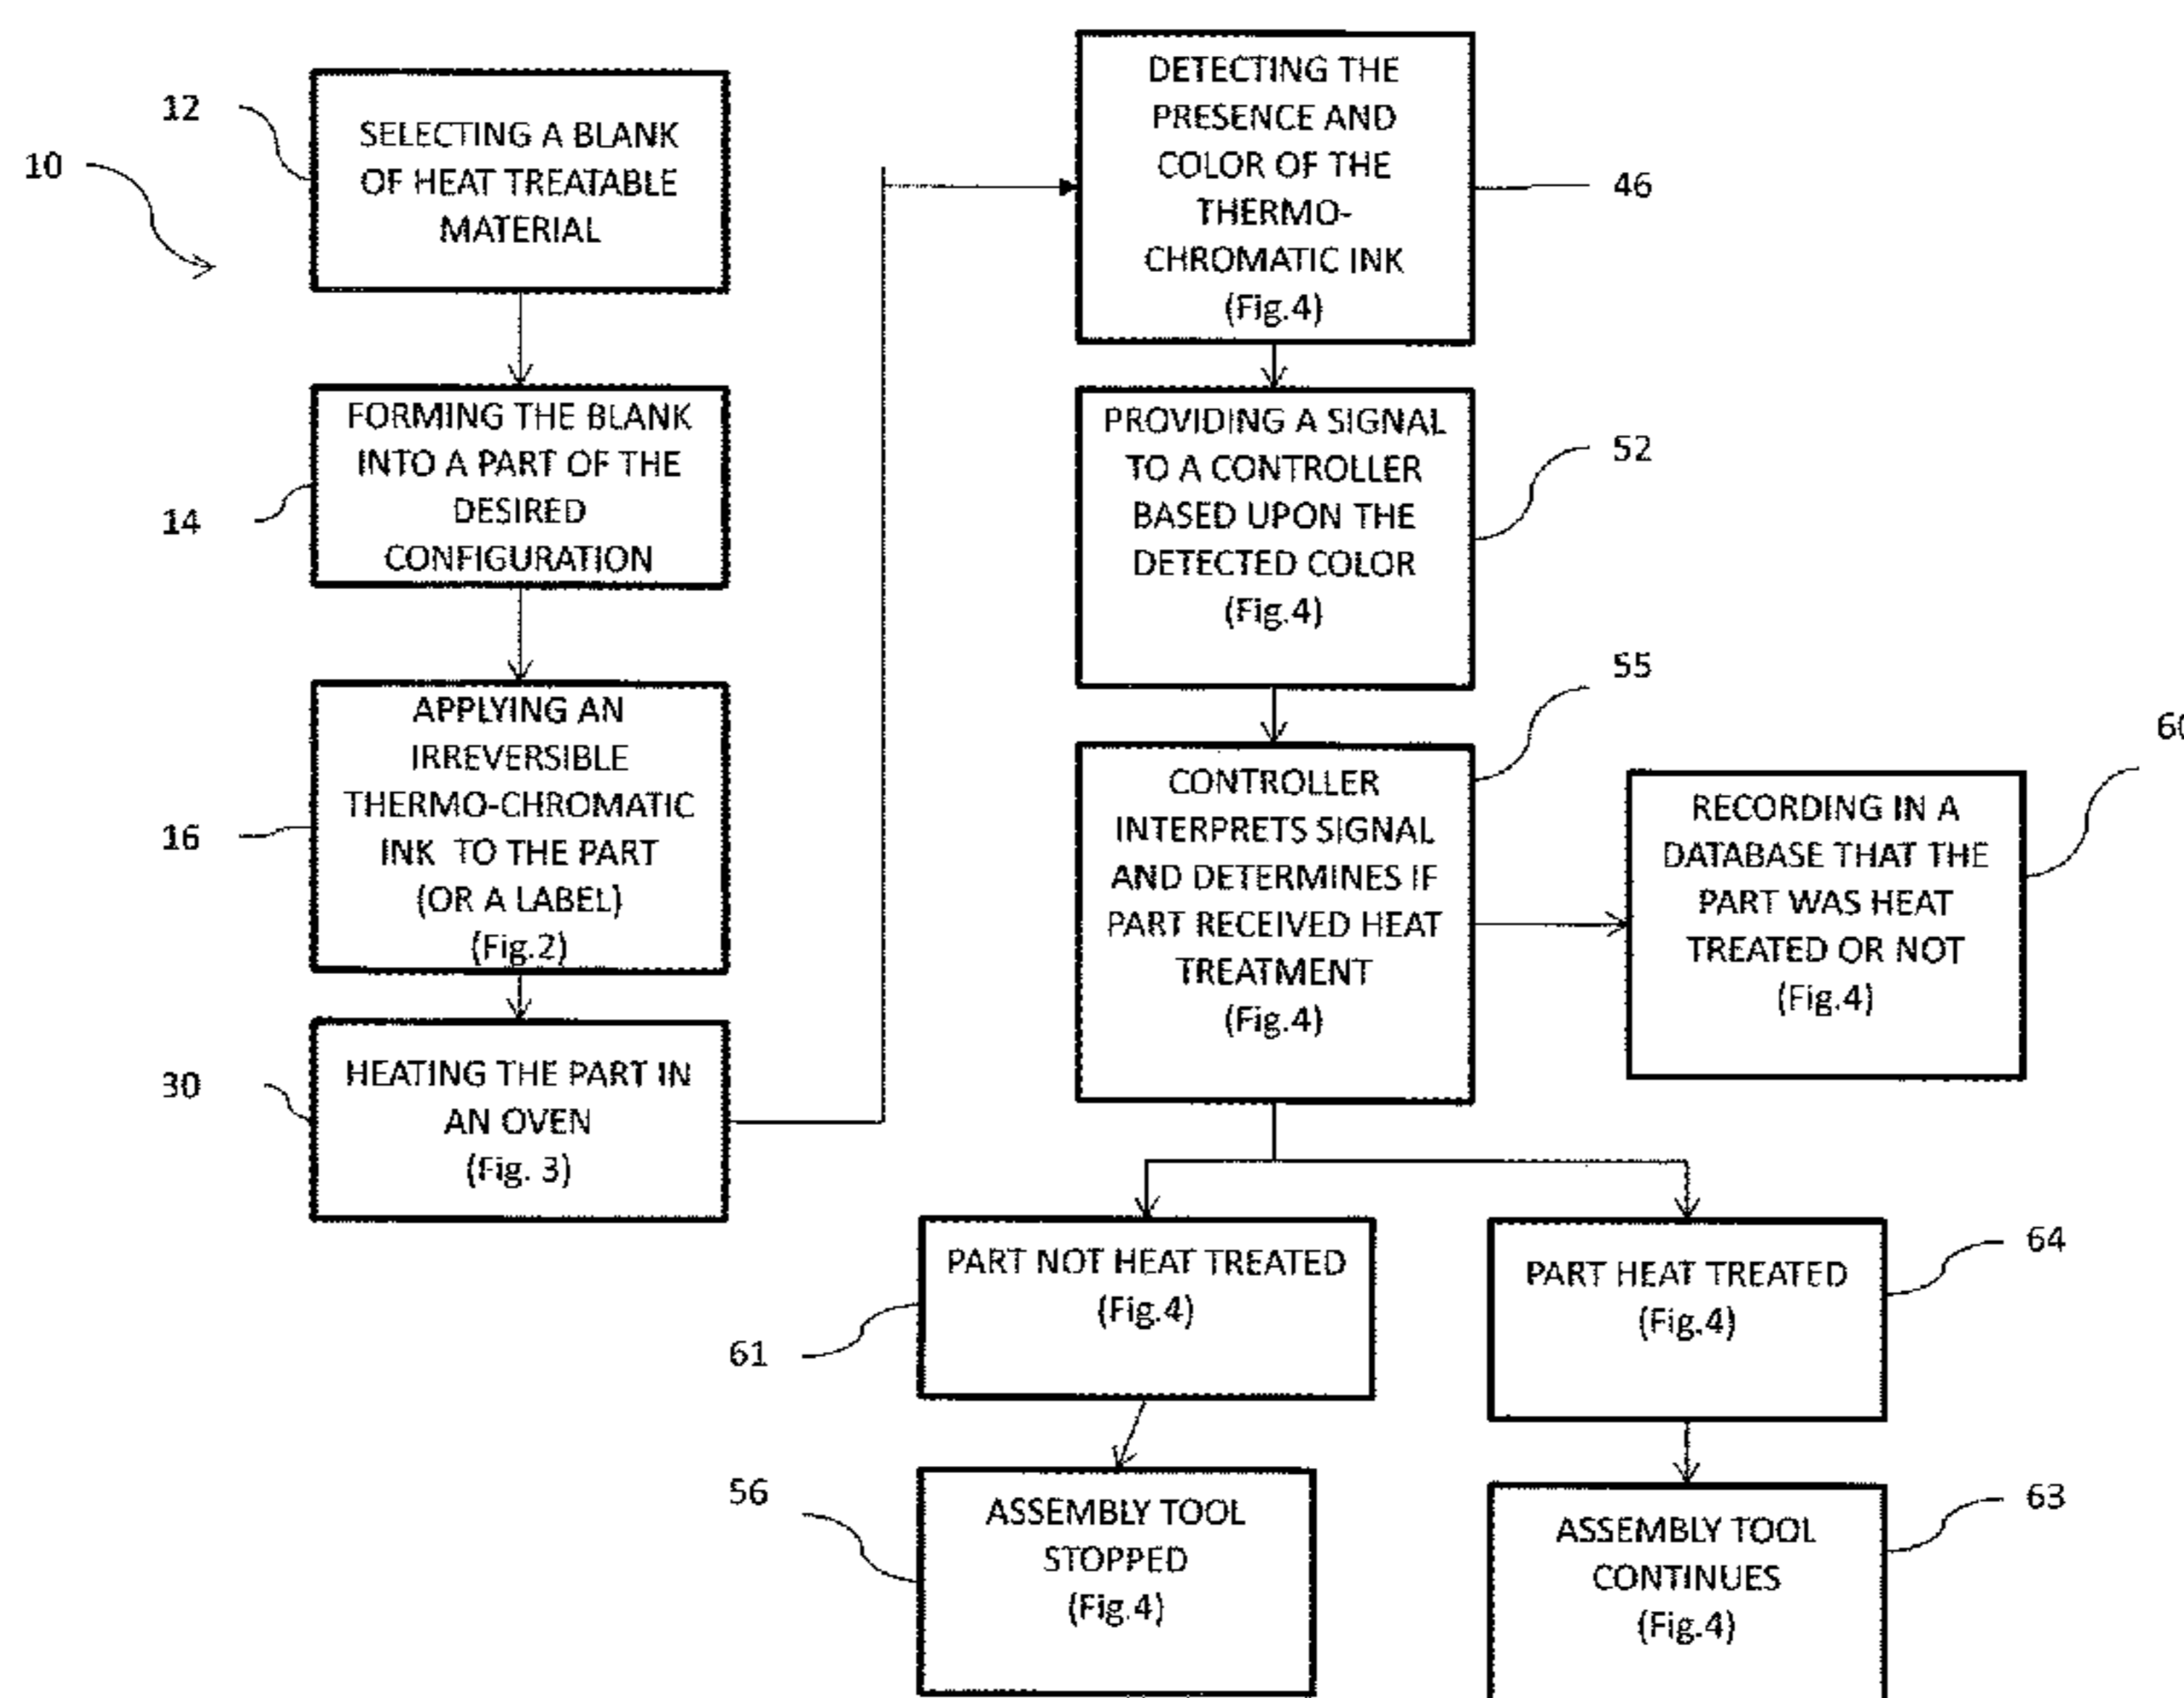 10
12
SELECTING A BLANK
OF HEAT TREATABLE
MATERIAL
14
FORMING THE BLANK
INTO A PART OF THE
DESIRED
CONFIGURATION
16
APPLYING AN
IRREVERSIBLE
THERMO-CHROMATIC
INK TO THE PART
(OR A LABEL)
(Fig.2)
30
HEATING THE PART IN
AN OVEN
(Fig. 3)
DETECTING THE
PRESENCE AND
COLOR OF THE
THERMO-
CHROMATIC INK
(Fig.4)
46
PROVIDING A SIGNAL
TO A CONTROLLER
BASED UPON THE
DETECTED COLOR
(Fig.4)
52
55
CONTROLLER
INTERPRETS SIGNAL
AND DETERMINES IF
PART RECEIVED HEAT
TREATMENT
(Fig.4)
60
RECORDING IN A
DATABASE THAT THE
PART WAS HEAT
TREATED OR NOT
(Fig.4)
61
PART NOT HEAT TREATED
(Fig.4)
64
PART HEAT TREATED
(Fig.4)
56
ASSEMBLY TOOL
STOPPED
(Fig.4)
63
ASSEMBLY TOOL
CONTINUES
(Fig.4)